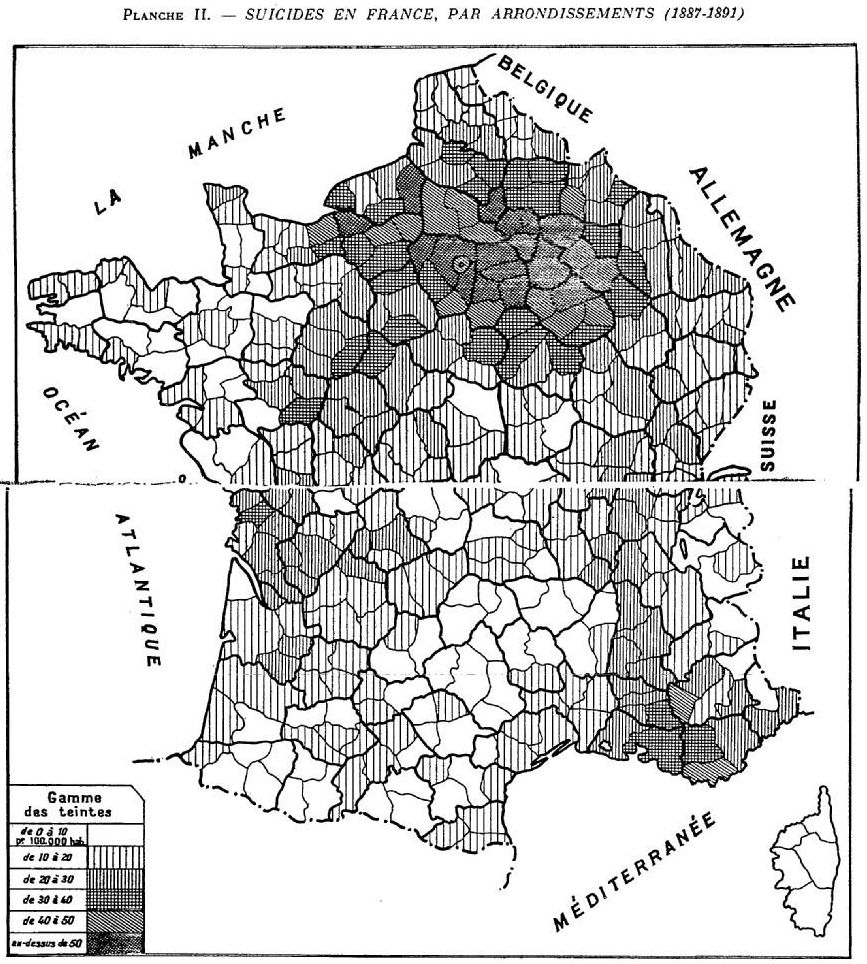 PLANCHE II. — SUICIDES EN FRANCE, PAR ARRONDISSEMENTS (1887-1891)
BELGIQUE
LA MANCHE
ALLEMAGNE
OCÉAN
SUISSE
ATLANTIQUE
ITALIE
MÉDITERRANÉE
Gamme
des teintes
de 0 à 10
pr 100.000 hab.
de 10 à 20
de 20 à 30
de 30 à 40
de 40 à 50
au-dessus de 50